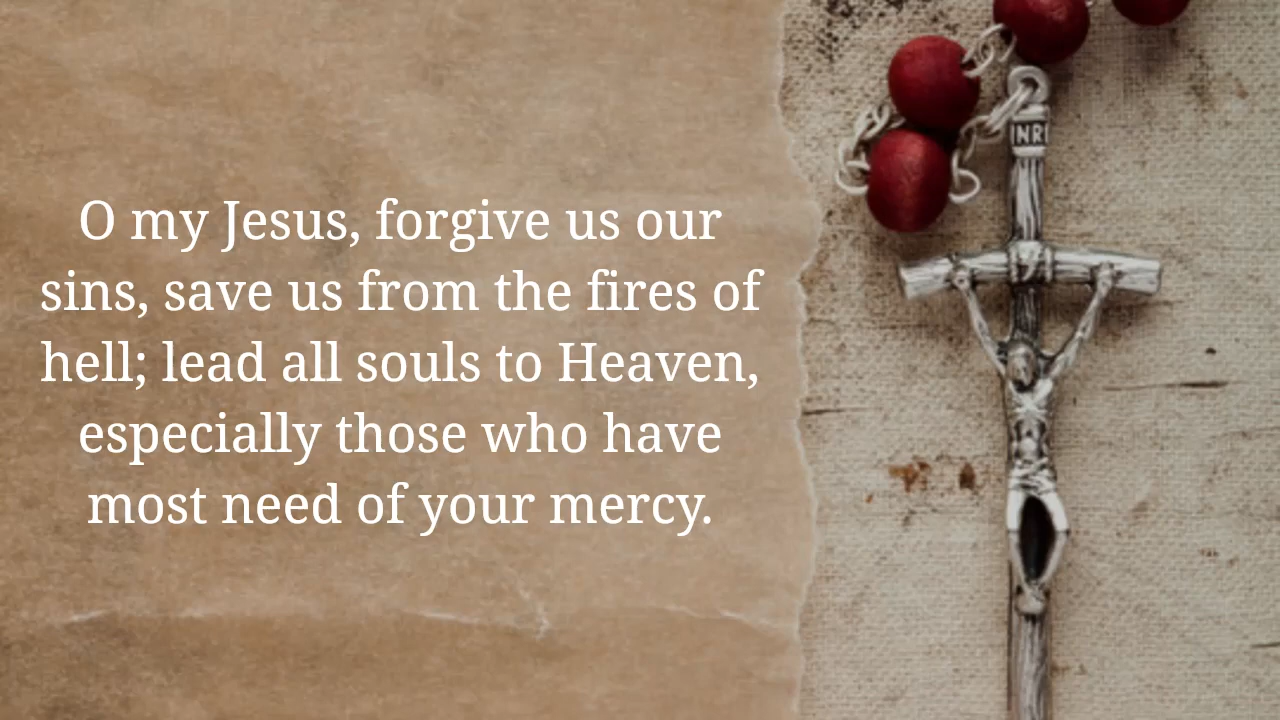 O my Jesus, forgive us our
sins, save us from the fires of
hell; lead all souls to Heaven,
especially those who have
most need of your mercy.
INRI